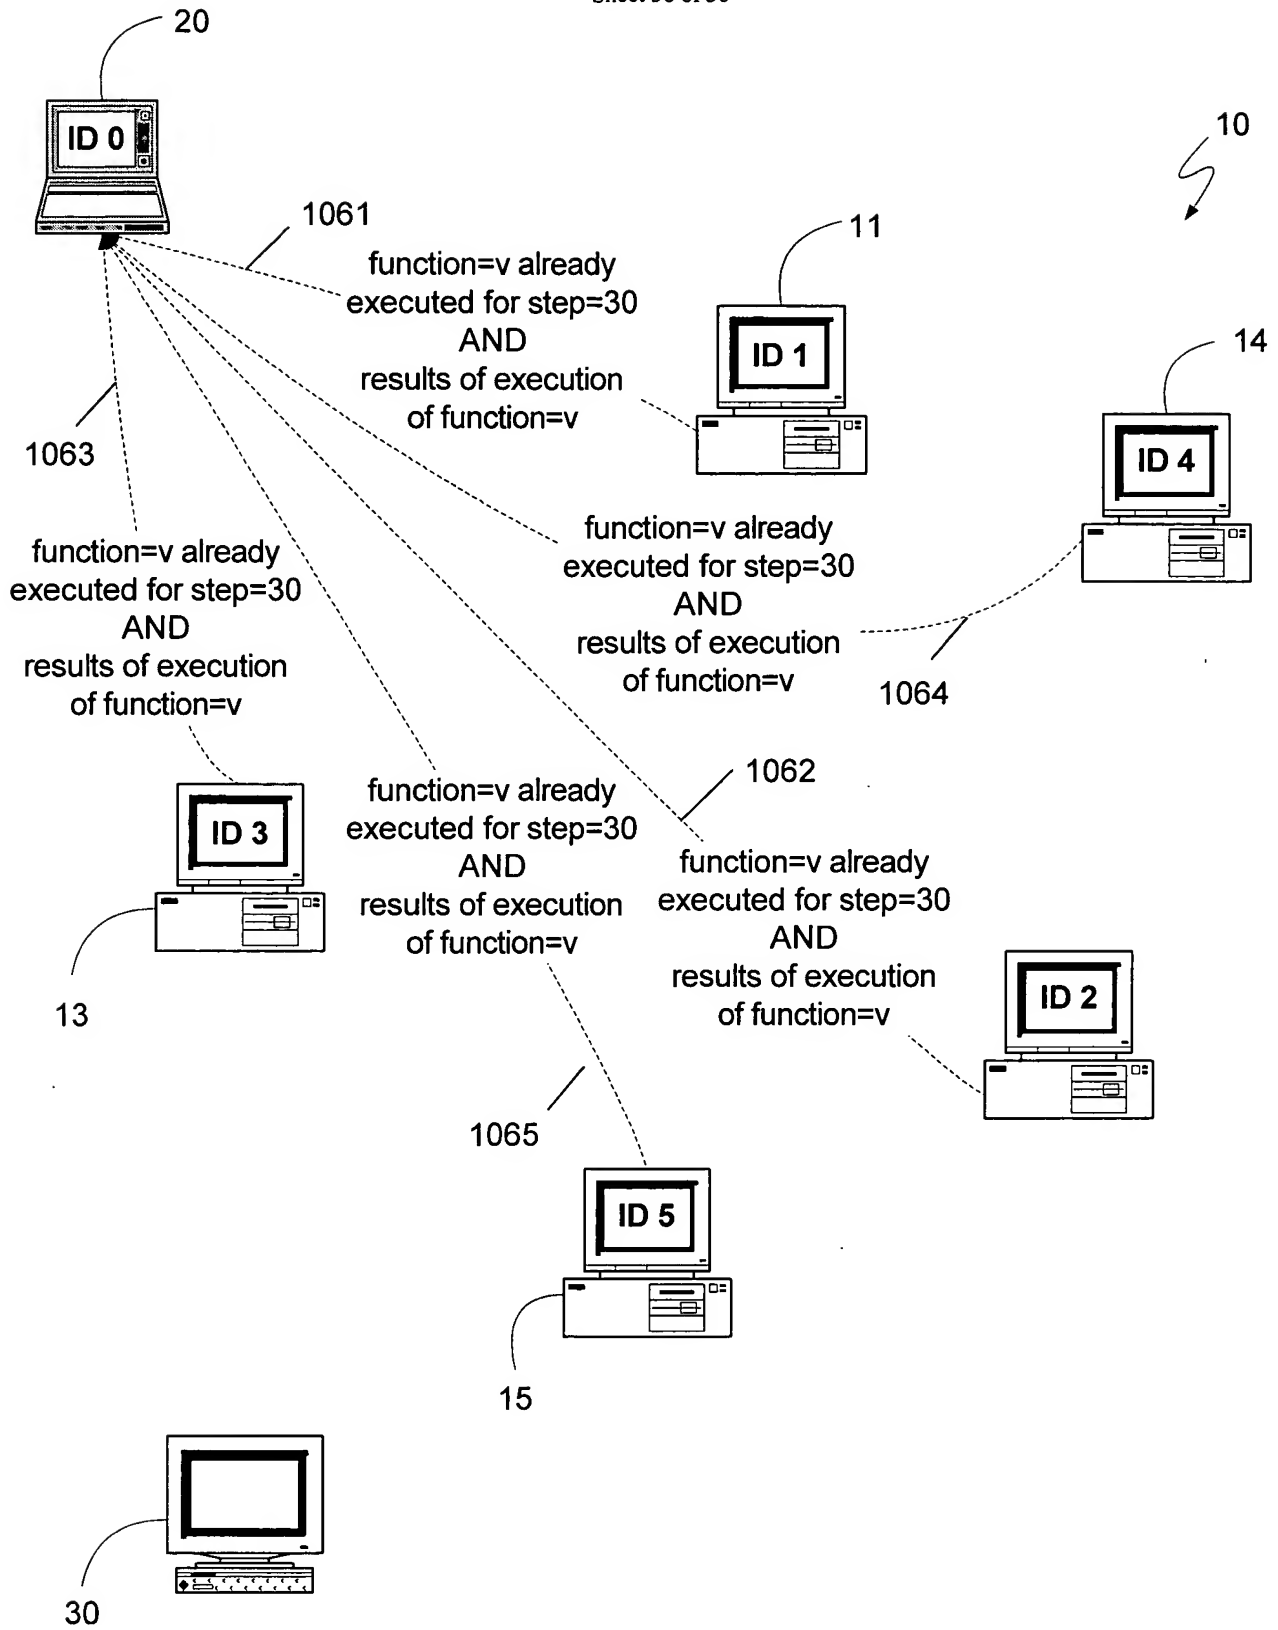 20
ID 0
10
1061
11
function=v already
executed for step=30
AND
results of execution
of function=v
ID 1
14
ID 4
1063
function=v already
executed for step=30
AND
results of execution
of function=v
1064
function=v already
executed for step=30
AND
results of execution
of function=v
1062
ID 3
13
function=v already
executed for step=30
AND
results of execution
of function=v
function=v already
executed for step=30
AND
results of execution
of function=v
ID 2
1065
ID 5
15
30